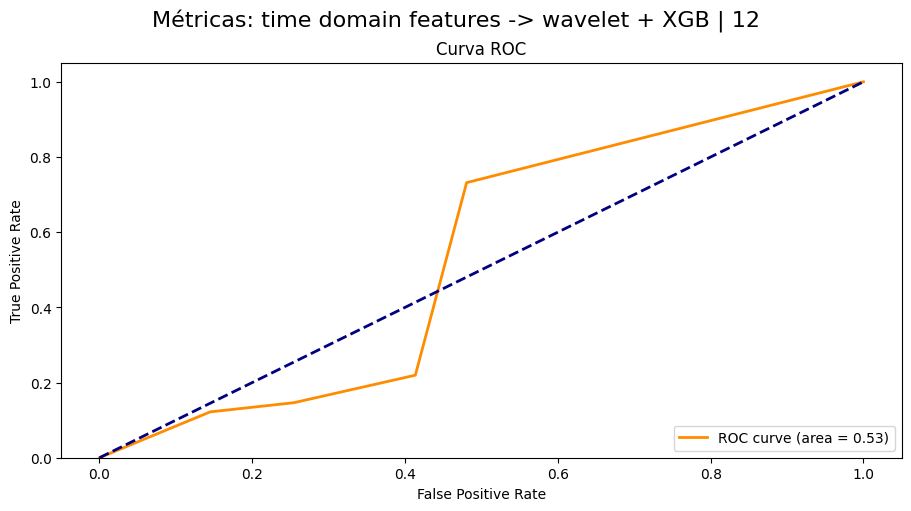 Métricas: time domain features -> wavelet + XGB | 12
Curva ROC
True Positive Rate
1.0
0.8
0.6
0.4
0.2
0.0
0.0 0.2 0.4 0.6 0.8 1.0
False Positive Rate
ROC curve (area = 0.53)